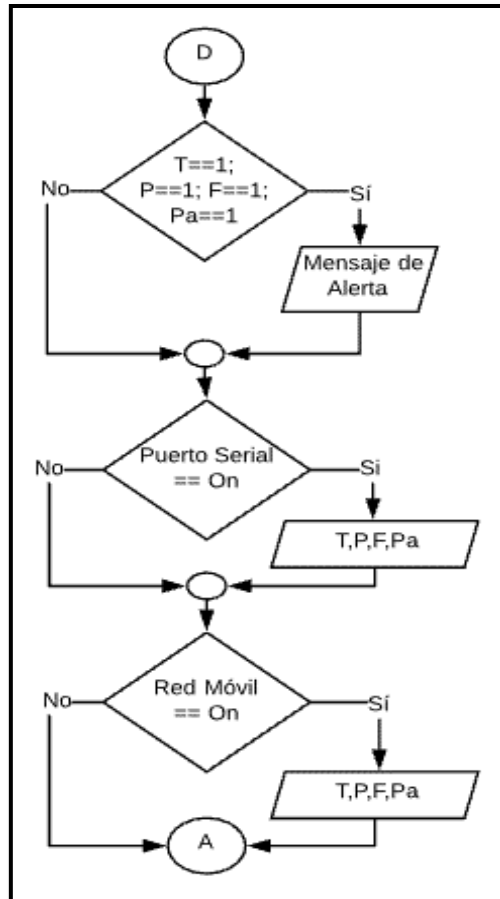 D
T==1;
P==1; F==1;
Pa==1
No
Sí
Mensaje de
Alerta
Puerto Serial
== On
No
Si
T,P,F,Pa
Red Móvil
== On
No
Sí
T,P,F,Pa
A